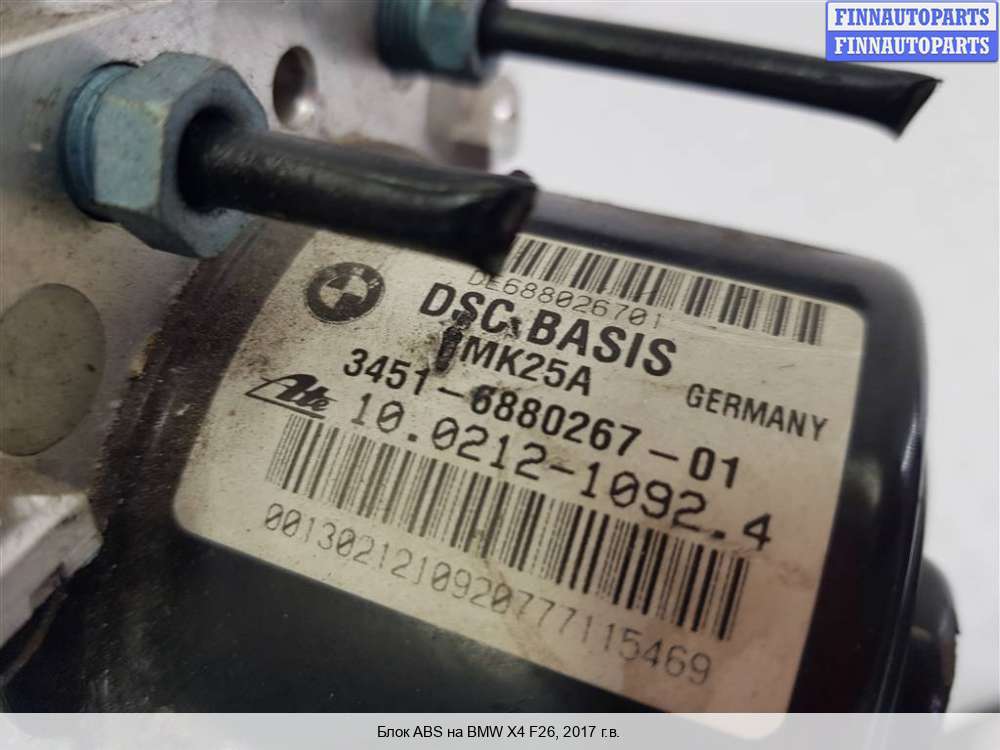 FINNAUTOPARTS
FINNAUTOPARTS
DE688026701
DSC BASIS
MK25A
GERMANY
3451-6880267-01
Ate
10.0212-1092.4
0013021210920777115469
Блок ABS на BMW X4 F26, 2017 г.в.